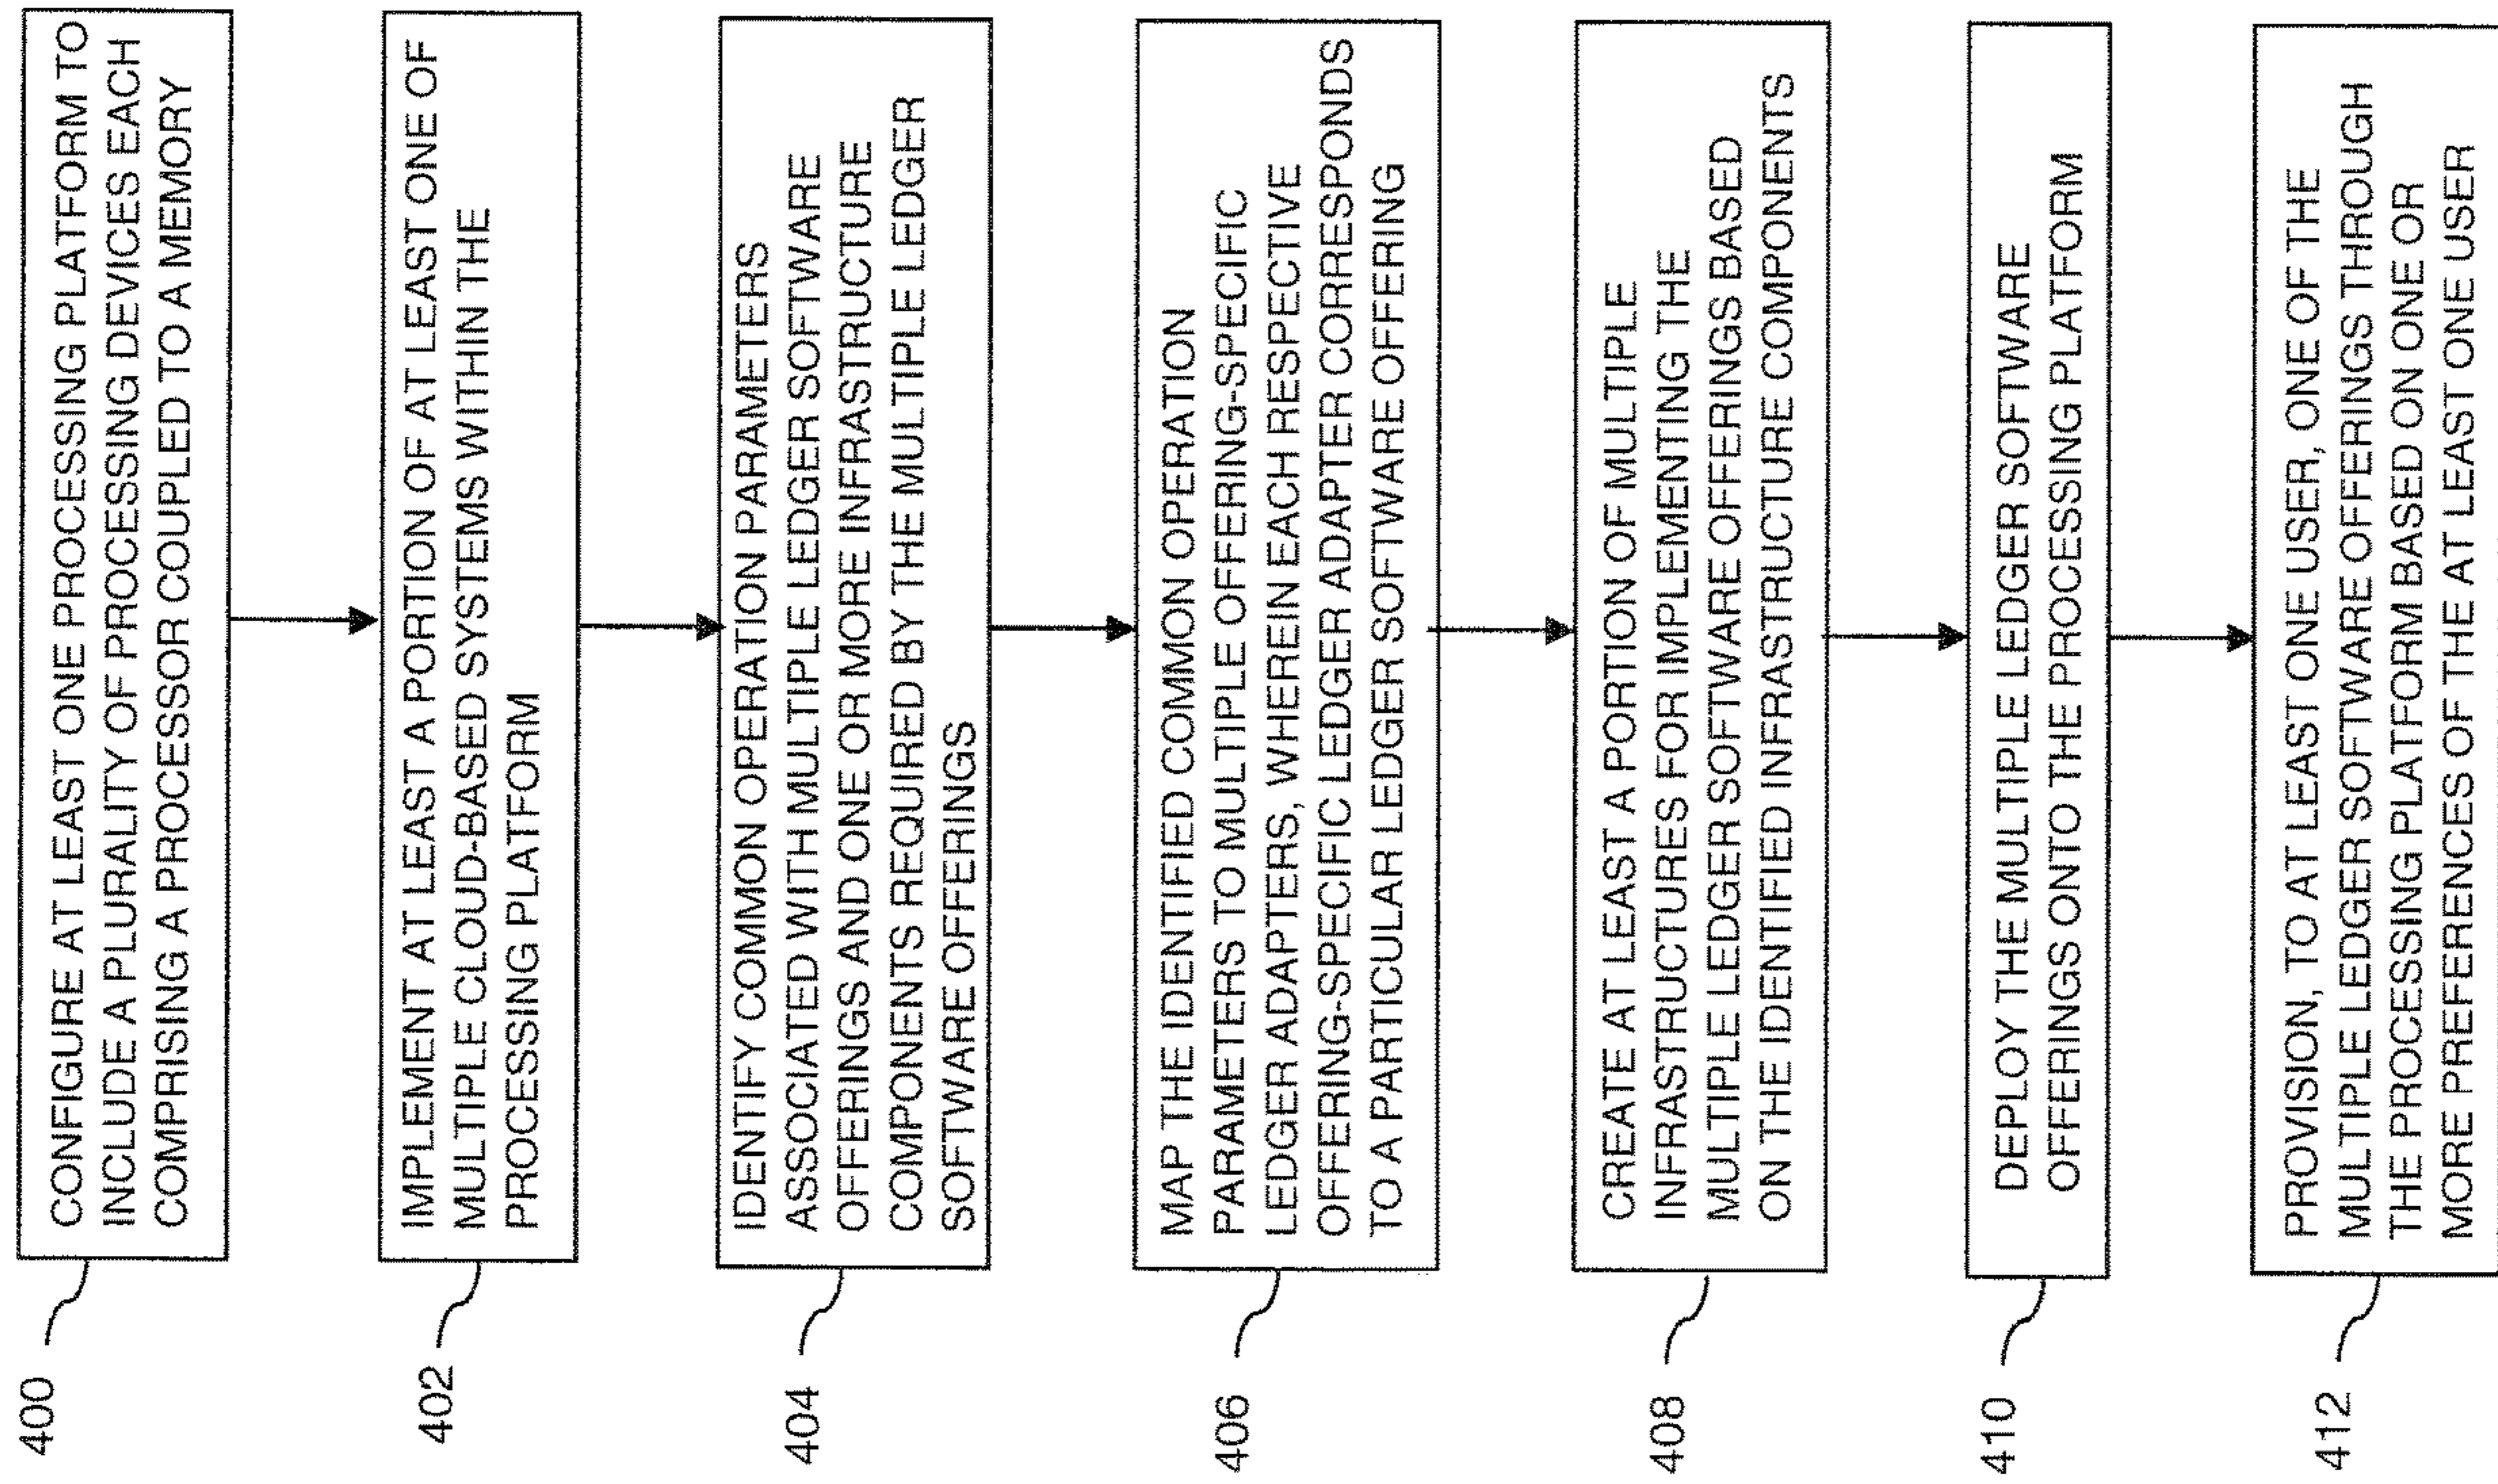 400
CONFIGURE AT LEAST ONE PROCESSING PLATFORM TO
INCLUDE A PLURALITY OF PROCESSING DEVICES EACH
COMPRISING A PROCESSOR COUPLED TO A MEMORY
402
IMPLEMENT AT LEAST A PORTION OF AT LEAST ONE OF
MULTIPLE CLOUD-BASED SYSTEMS WITHIN THE
PROCESSING PLATFORM
404
IDENTIFY COMMON OPERATION PARAMETERS
ASSOCIATED WITH MULTIPLE LEDGER SOFTWARE
OFFERINGS AND ONE OR MORE INFRASTRUCTURE
COMPONENTS REQUIRED BY THE MULTIPLE LEDGER
SOFTWARE OFFERINGS
406
MAP THE IDENTIFIED COMMON OPERATION
PARAMETERS TO MULTIPLE OFFERING-SPECIFIC
LEDGER ADAPTERS, WHEREIN EACH RESPECTIVE
OFFERING-SPECIFIC LEDGER ADAPTER CORRESPONDS
TO A PARTICULAR LEDGER SOFTWARE OFFERING
408
CREATE AT LEAST A PORTION OF MULTIPLE
INFRASTRUCTURES FOR IMPLEMENTING THE
MULTIPLE LEDGER SOFTWARE OFFERINGS BASED
ON THE IDENTIFIED INFRASTRUCTURE COMPONENTS
410
DEPLOY THE MULTIPLE LEDGER SOFTWARE
OFFERINGS ONTO THE PROCESSING PLATFORM
412
PROVISION, TO AT LEAST ONE USER, ONE OF THE
MULTIPLE LEDGER SOFTWARE OFFERINGS THROUGH
THE PROCESSING PLATFORM BASED ON ONE OR
MORE PREFERENCES OF THE AT LEAST ONE USER